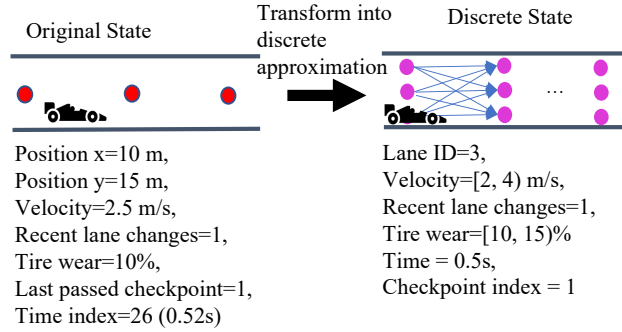 Original State
Transform into
discrete
approximation
Discrete State
...
Position x=10 m,
Position y=15 m,
Velocity=2.5 m/s,
Recent lane changes=1,
Tire wear=10%,
Last passed checkpoint=1,
Time index=26 (0.52s)
Lane ID=3,
Velocity=[2, 4) m/s,
Recent lane changes=1,
Tire wear=[10, 15)%
Time = 0.5s,
Checkpoint index = 1